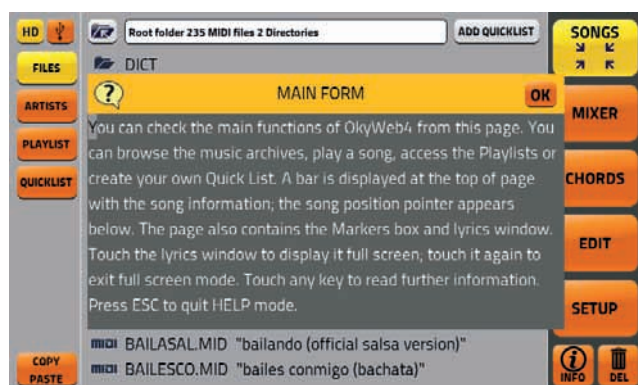 HD
Root folder 235 MIDI files 2 Directories
ADD QUICKLIST
SONGS
FILES
DICT
MAIN FORM
OK
ARTISTS
MIXER
PLAYLIST
QUICKLIST
You can check the main functions of OkyWeb4 from this page. You
can browse the music archives, play a song, access the Playlists or
create your own Quick List. A bar is displayed at the top of page
with the song information; the song position pointer appears
below. The page also contains the Markers box and lyrics window.
Touch the lyrics window to display it full screen, touch it again to
exit full screen mode. Touch any key to read further information.
Press ESC to quit HELP mode.
CHORDS
EDIT
SETUP
MIDI BAILASAL.MID "bailando (official salsa version)"
MIDI BAILESCO.MID "bailes conmigo (bachata)"
COPY
PASTE
INFO
DEL